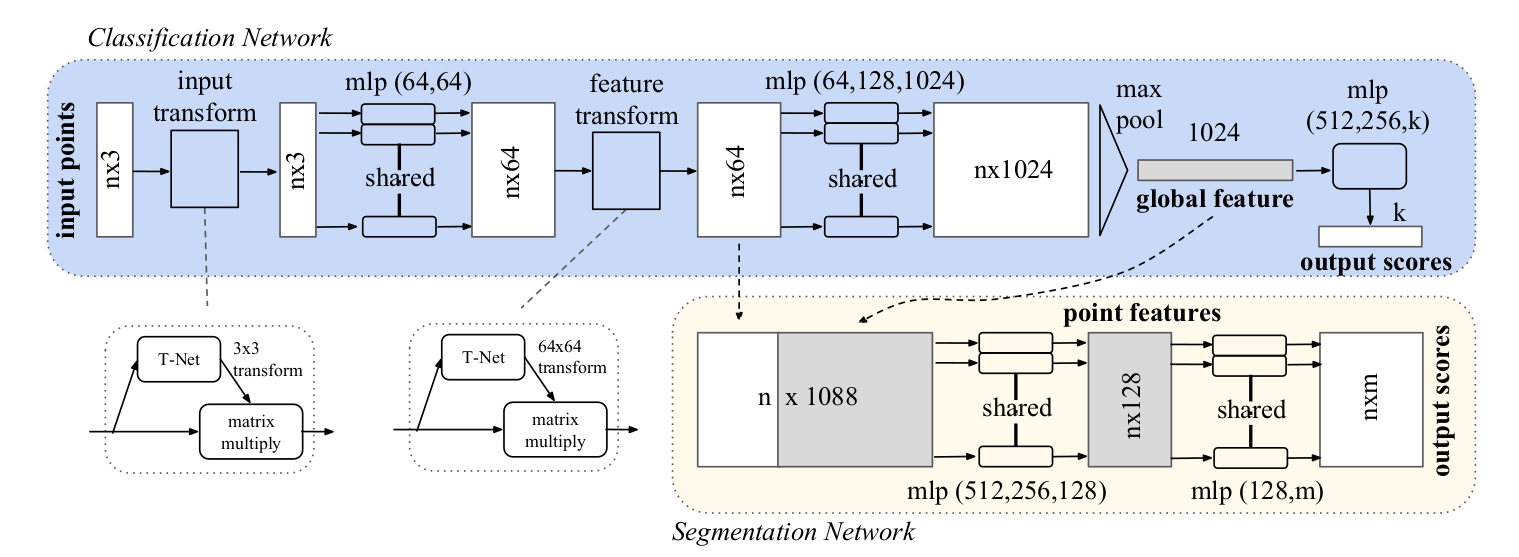 Classification Network
input points
nx3
input
transform
nx3
mlp (64,64)
shared
nx64
feature
transform
nx64
mlp (64,128,1024)
shared
nx1024
max
pool
1024
global feature
mlp
(512,256,k)
k
output scores
T-Net
3x3
transform
matrix
multiply
T-Net
64x64
transform
matrix
multiply
point features
n x 1088
shared
mlp (512,256,128)
nx128
shared
mlp (128,m)
nxm
output scores
Segmentation Network